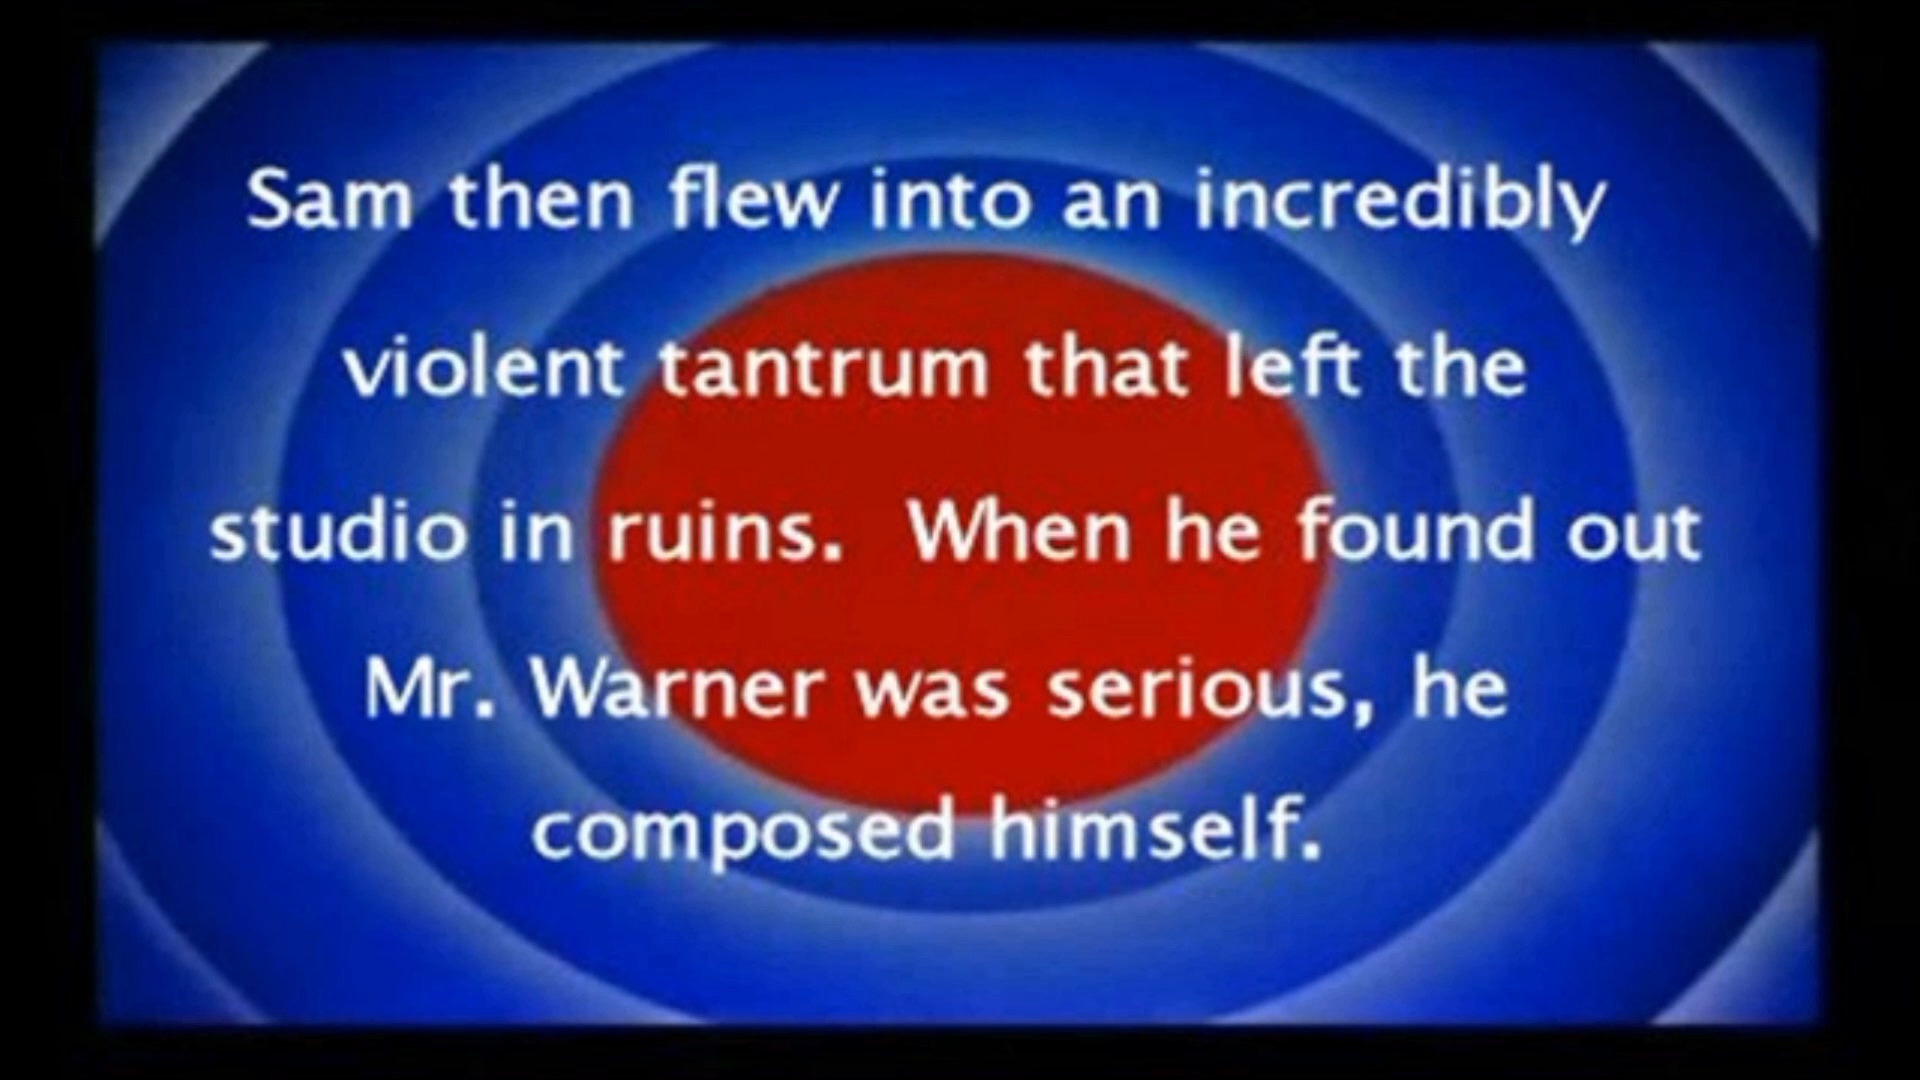 Sam then flew into an incredibly
violent tantrum that left the
studio in ruins.  When he found out
Mr. Warner was serious, he
composed himself.